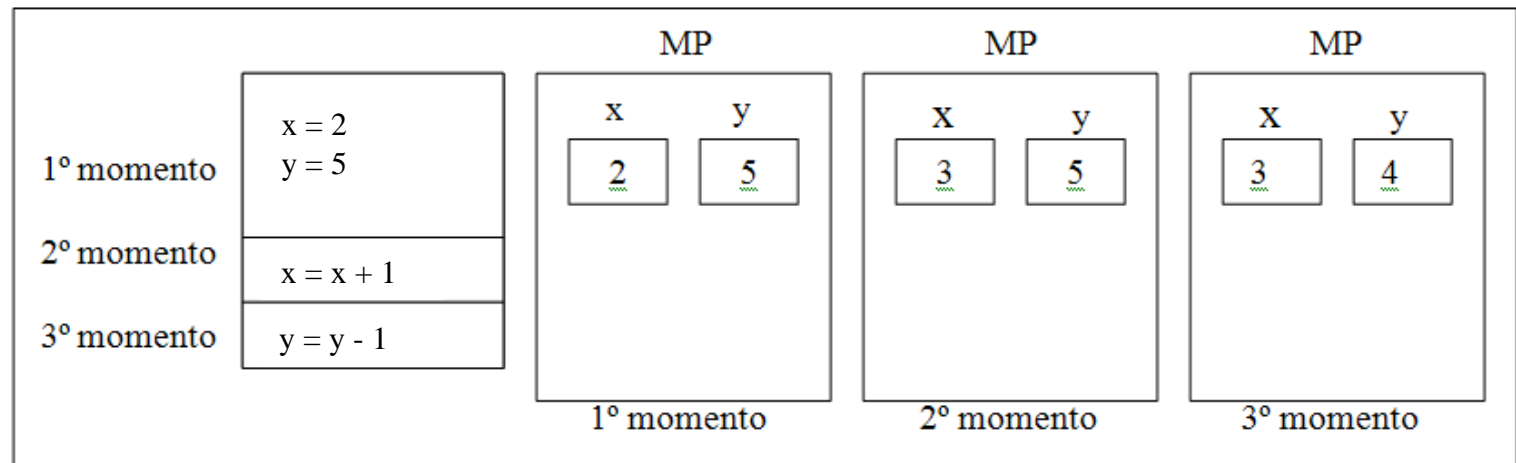 MP MP MP
x y x y x y
x = 2
1º momento y = 5 2 5 3 5 3 4
2º momento
x = x + 1
3º momento y = y - 1
1º momento 2º momento 3º momento